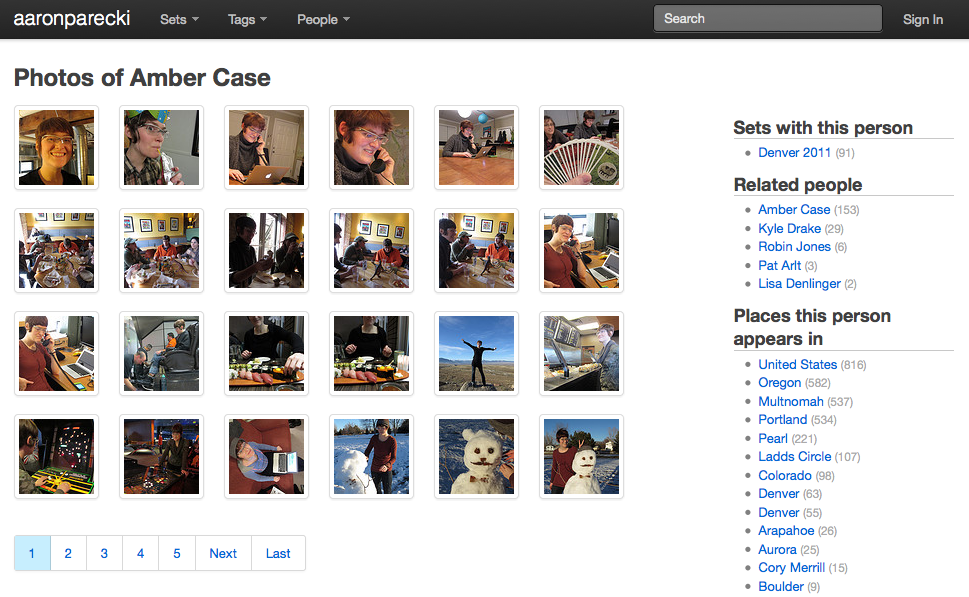 aaronparecki Sets Tags People Search Sign In
Photos of Amber Case
1 2 3 4 5 Next Last
Sets with this person
Denver 2011 (91)
Related people
Amber Case (153)
Kyle Drake (29)
Robin Jones (6)
Pat Arlt (3)
Lisa Denlinger (2)
Places this person
appears in
United States (816)
Oregon (582)
Multnomah (537)
Portland (534)
Pearl (221)
Ladds Circle (107)
Colorado (98)
Denver (63)
Denver (55)
Arapahoe (26)
Aurora (25)
Cory Merrill (15)
Boulder (9)